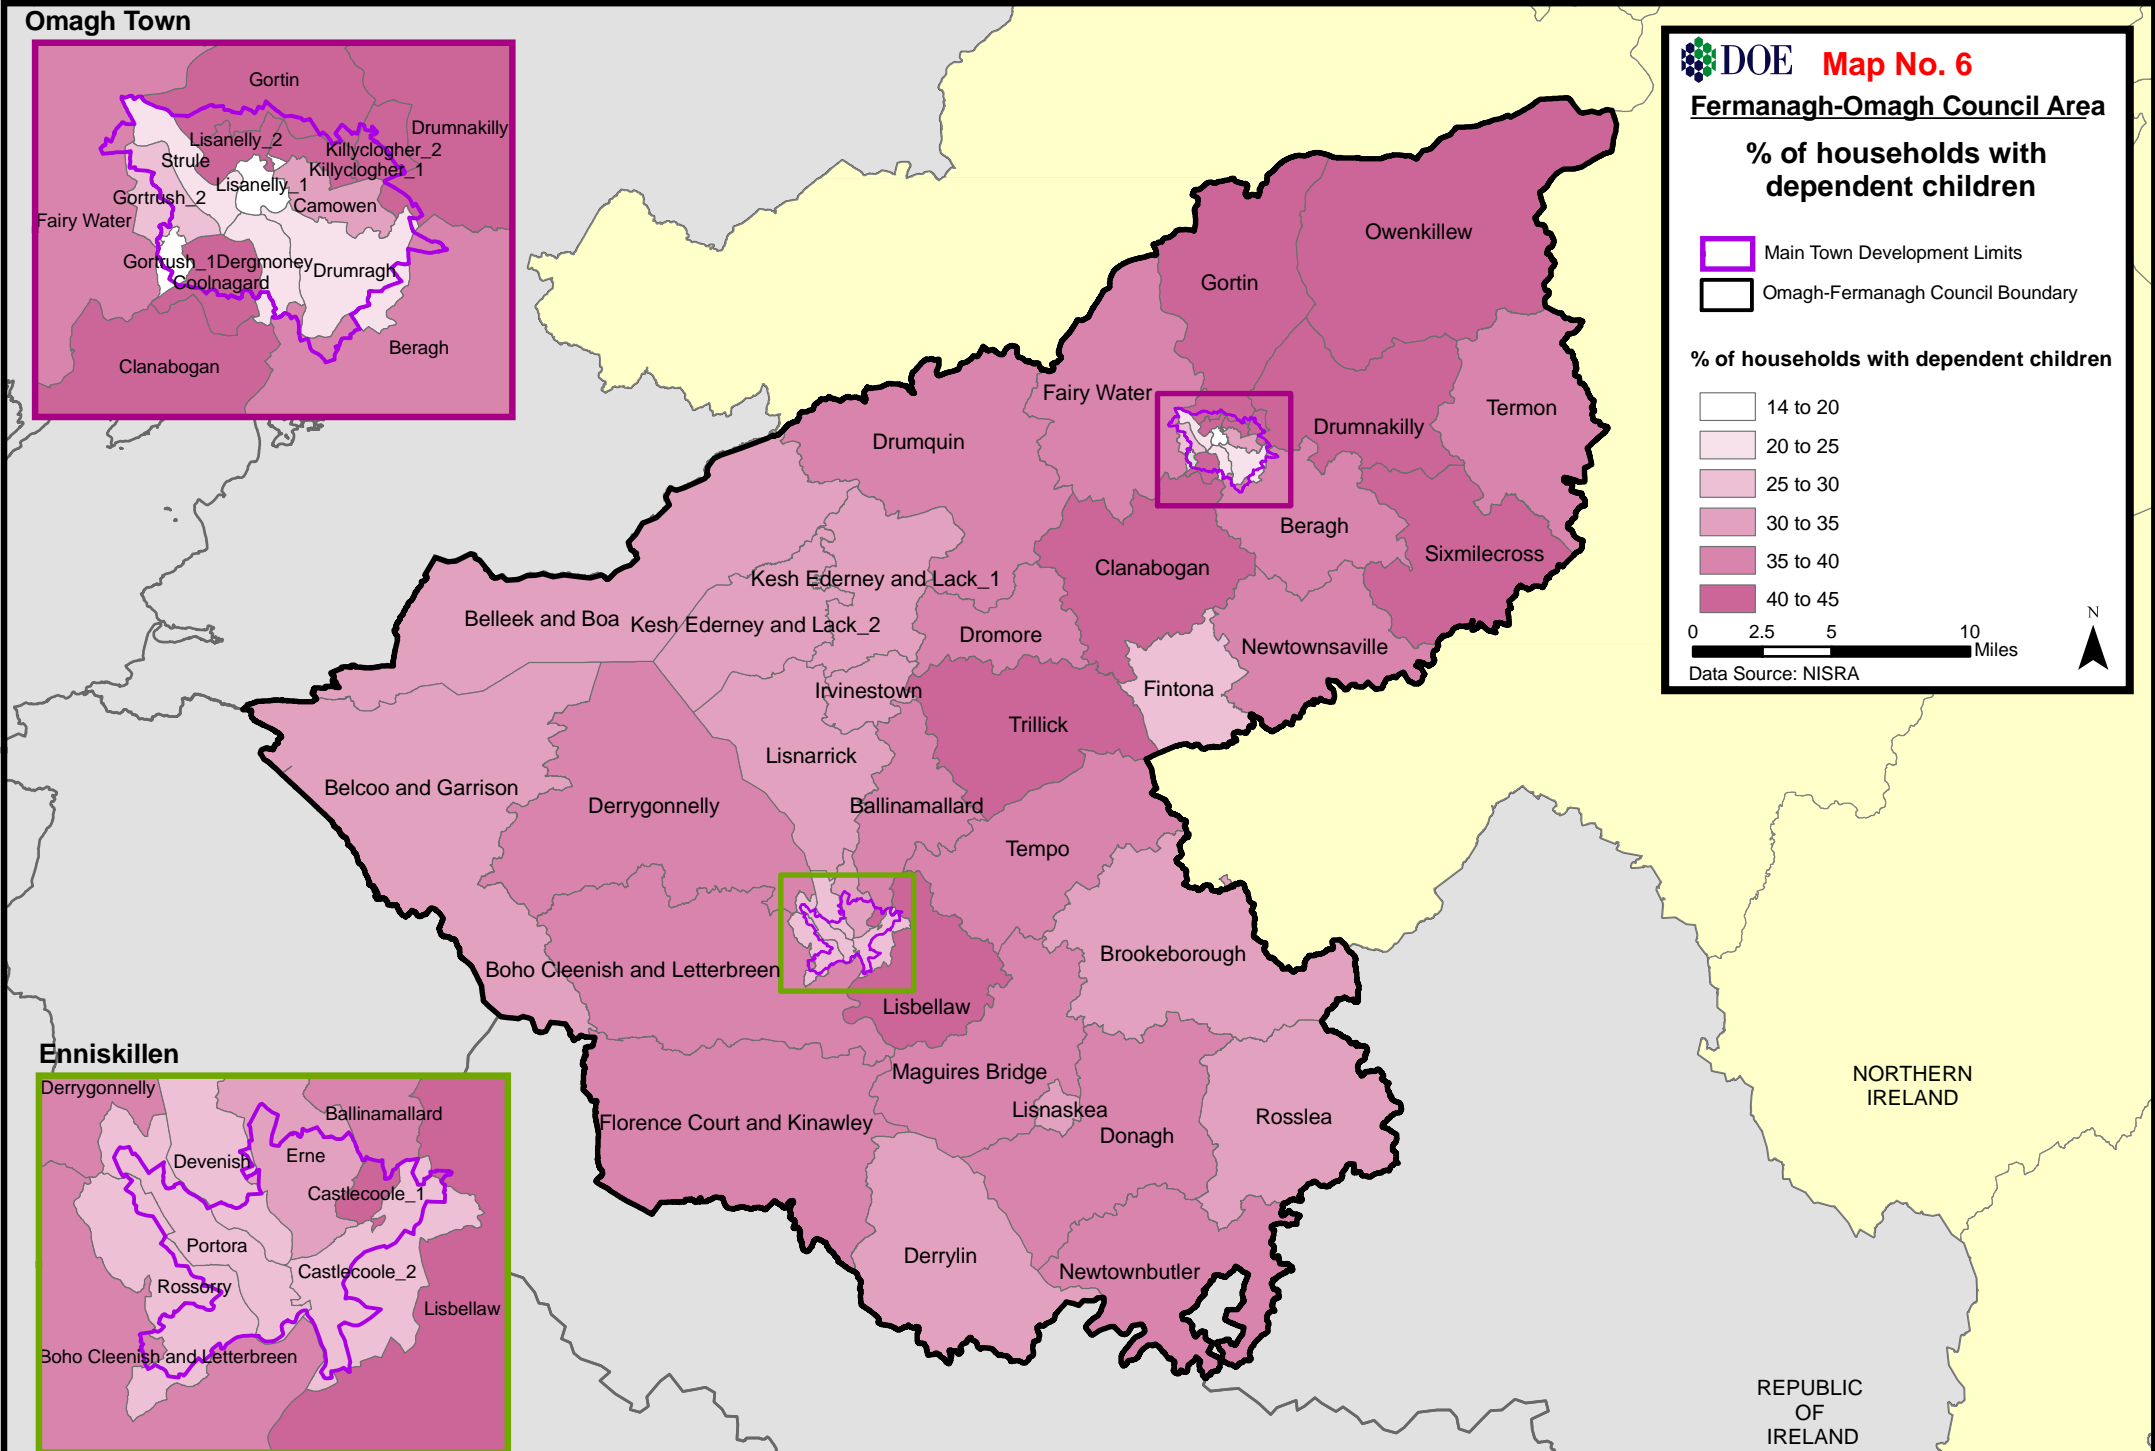 Omagh Town
Gortin
Drumnakilly
Lisanelly_2
Killyclogher_2
Strule
Killyclogher_1
Lisanelly_1
Gortrush_2
Camowen
Fairy Water
Gortrush_1
Dergmoney
Drumragh
Coolnagard
Beragh
Clanabogan
DOE
Map No. 6
Fermanagh-Omagh Council Area
% of households with
dependent children
Main Town Development Limits
Omagh-Fermanagh Council Boundary
% of households with dependent children
14 to 20
20 to 25
25 to 30
30 to 35
35 to 40
40 to 45
N
0 2.5 5 10
Miles
Data Source: NISRA
Owenkillew
Gortin
Fairy Water
Termon
Drumnakilly
Drumquin
Beragh
Sixmilecross
Clanabogan
Kesh Ederney and Lack_1
Belleek and Boa
Kesh Ederney and Lack_2
Dromore
Newtownsaville
Fintona
Irvinestown
Trillick
Lisnarrick
Belcoo and Garrison
Derrygonnelly
Ballinamallard
Tempo
Brookeborough
Boho Cleenish and Letterbreen
Lisbellaw
Maguires Bridge
Lisnaskea
Florence Court and Kinawley
Donagh
Rosslea
Derrylin
Newtownbutler
NORTHERN
IRELAND
REPUBLIC
OF
IRELAND
Enniskillen
Derrygonnelly
Ballinamallard
Devenish
Erne
Castlecoole_1
Portora
Castlecoole_2
Rossorry
Lisbellaw
Boho Cleenish and Letterbreen